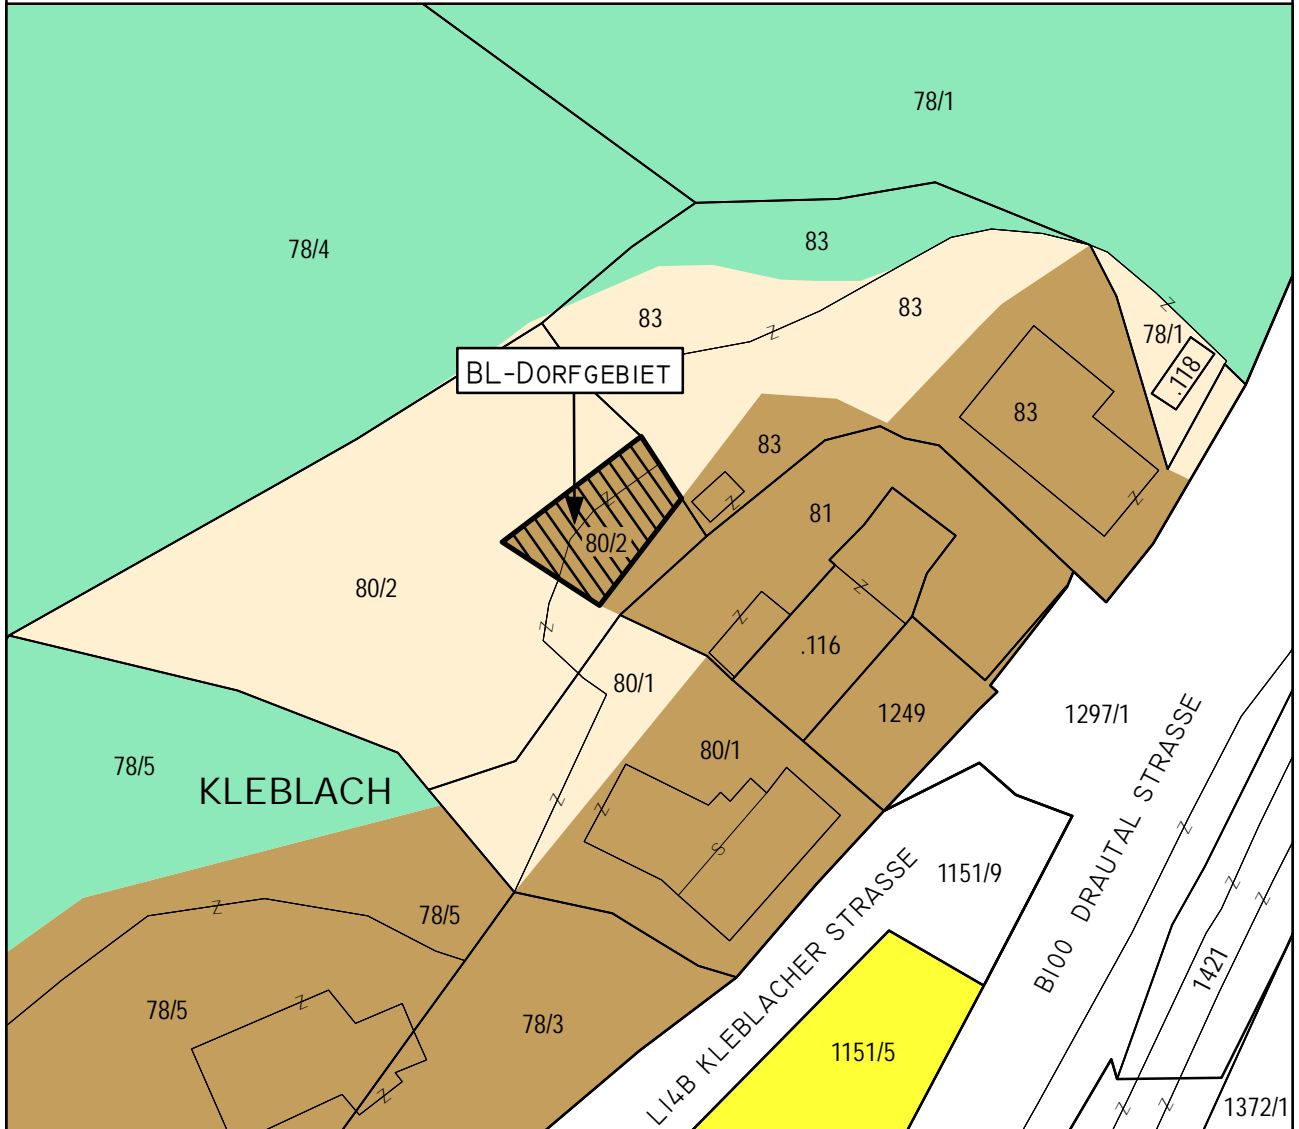 78/1
78/4
83
83
83
78/1
.118
BL-DORFGEBIET
83
83
81
80/2
80/2
.116
80/1
1249
1297/1
80/1
78/5
KLEBLACH
B100 DRAUTAL STRASSE
L14B KLEBLACHER STRASSE
1151/9
78/5
1421
78/5
78/3
1151/5
1372/1
Z
Z
Z
Z
Z
Z
Z
Z
Z
Z
Z
S
Z
Z
Z
Z
Z
Z
Z
Z